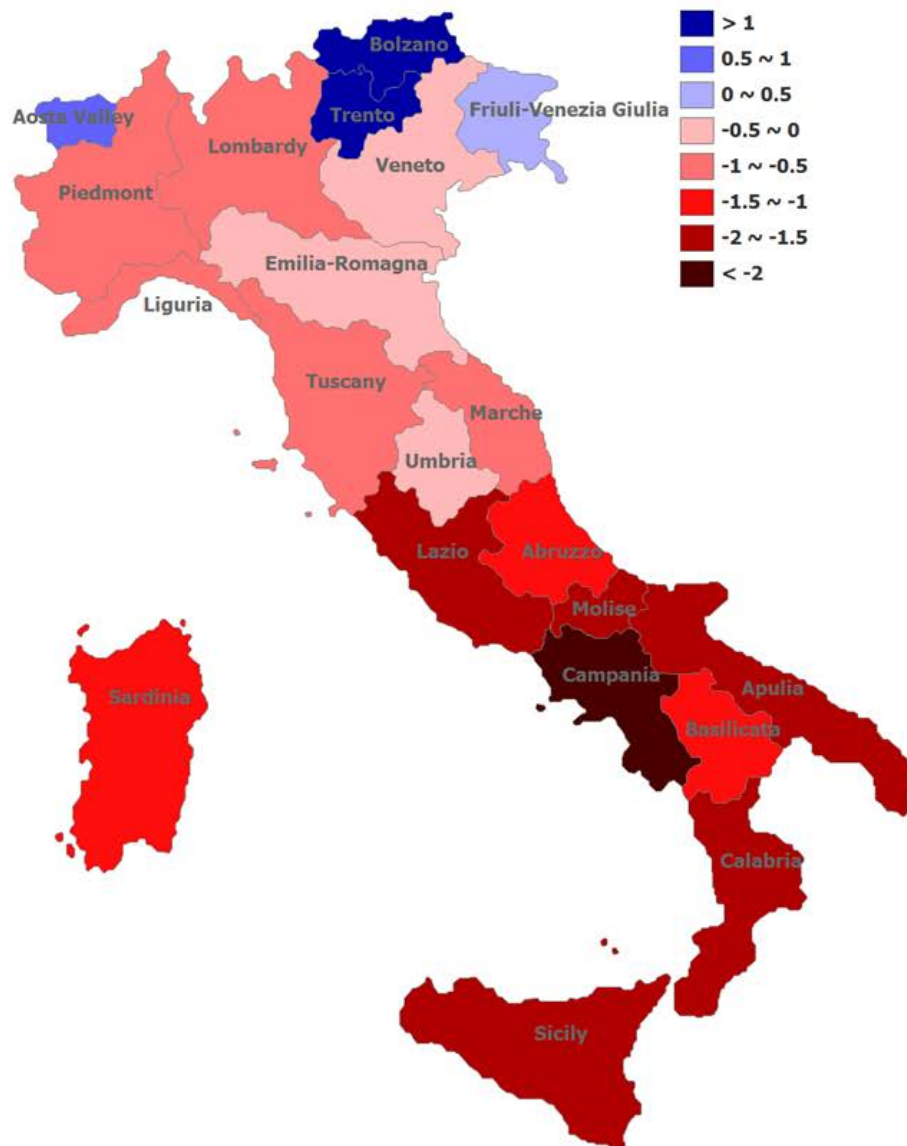 Bolzano
Trento
Aosta Valley
Lombardy
Friuli-Venezia Giulia
Veneto
Piedmont
Emilia-Romagna
Liguria
Tuscany
Marche
Umbria
Lazio
Abruzzo
Molise
Campania
Apulia
Basilicata
Sardinia
Calabria
Sicily
> 1
0.5 ~ 1
0 ~ 0.5
-0.5 ~ 0
-1 ~ -0.5
-1.5 ~ -1
-2 ~ -1.5
< -2